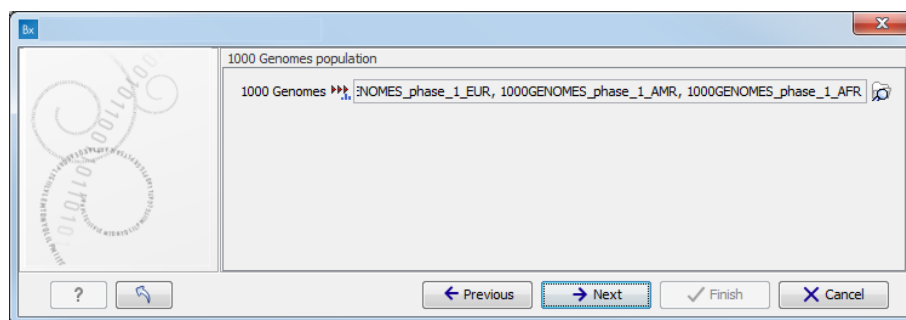 Bx
1000 Genomes population
1000 Genomes :NOMES_phase_1_EUR, 1000GENOMES_phase_1_AMR, 1000GENOMES_phase_1_AFR
? Previous Next Finish Cancel